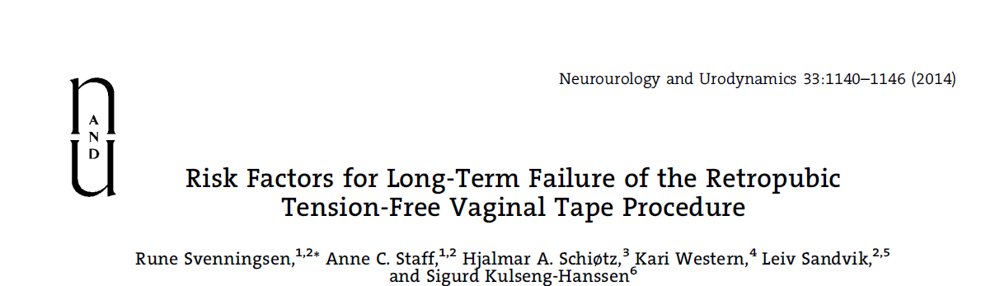 n
AND
u
Neurourology and Urodynamics 33:1140–1146 (2014)
Risk Factors for Long-Term Failure of the Retropubic
Tension-Free Vaginal Tape Procedure
Rune Svenningsen,1,2* Anne C. Staff,1,2 Hjalmar A. Schiøtz,3 Kari Western,4 Leiv Sandvik,2,5
and Sigurd Kulseng-Hanssen6